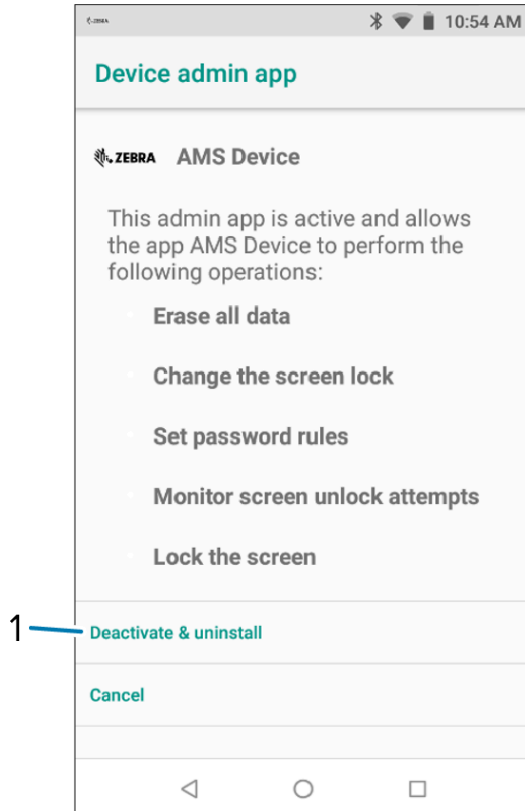 ZEBRA
10:54 AM
Device admin app
ZEBRA AMS Device
This admin app is active and allows
the app AMS Device to perform the
following operations:
Erase all data
Change the screen lock
Set password rules
Monitor screen unlock attempts
Lock the screen
1
Deactivate & uninstall
Cancel